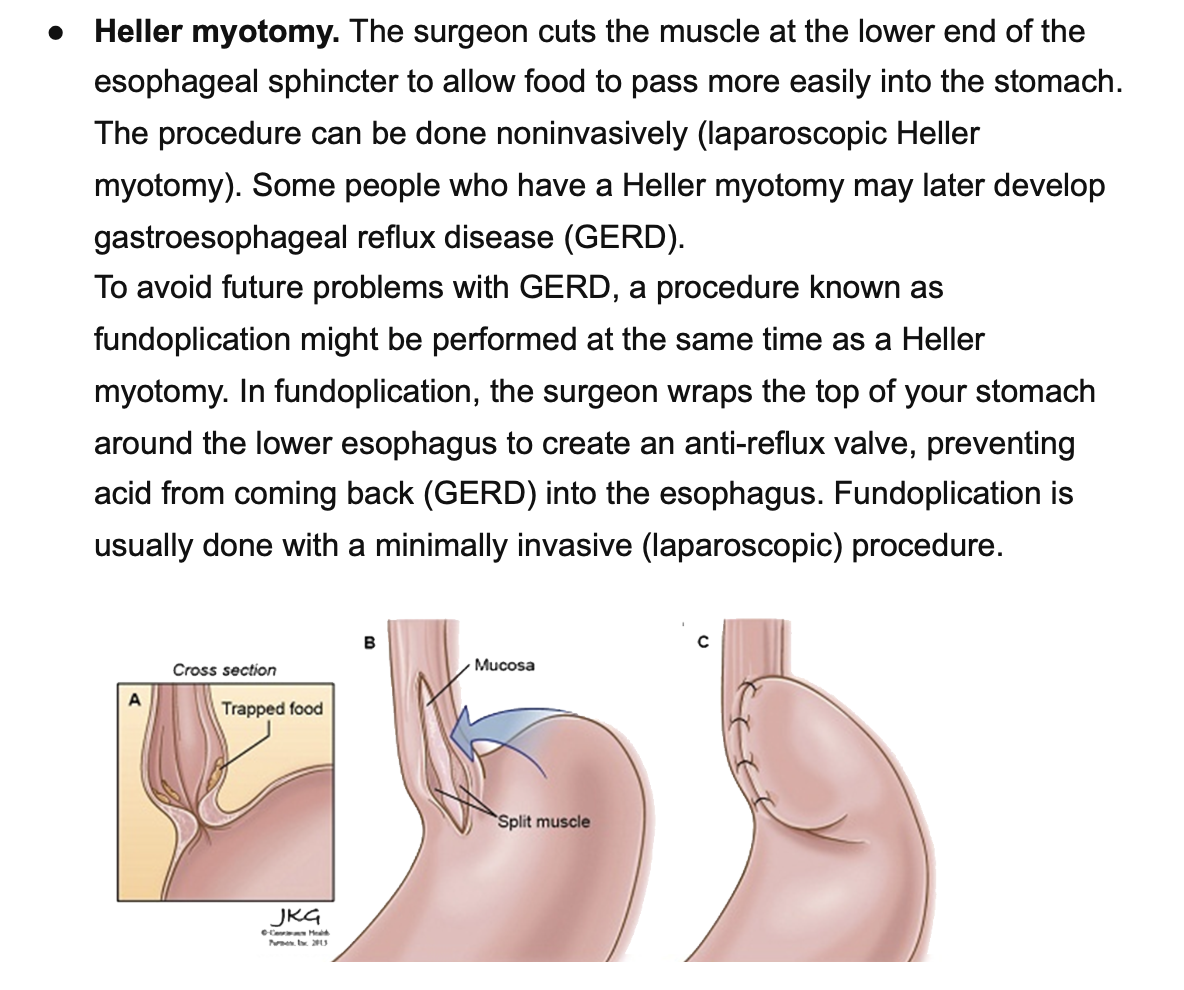 • Heller myotomy. The surgeon cuts the muscle at the lower end of the
esophageal sphincter to allow food to pass more easily into the stomach.
The procedure can be done noninvasively (laparoscopic Heller
myotomy). Some people who have a Heller myotomy may later develop
gastroesophageal reflux disease (GERD).
To avoid future problems with GERD, a procedure known as
fundoplication might be performed at the same time as a Heller
myotomy. In fundoplication, the surgeon wraps the top of your stomach
around the lower esophagus to create an anti-reflux valve, preventing
acid from coming back (GERD) into the esophagus. Fundoplication is
usually done with a minimally invasive (laparoscopic) procedure.
Cross section
A
Trapped food
JKG
© Health
Partners, Inc. 2013
B
Mucosa
Split muscle
C